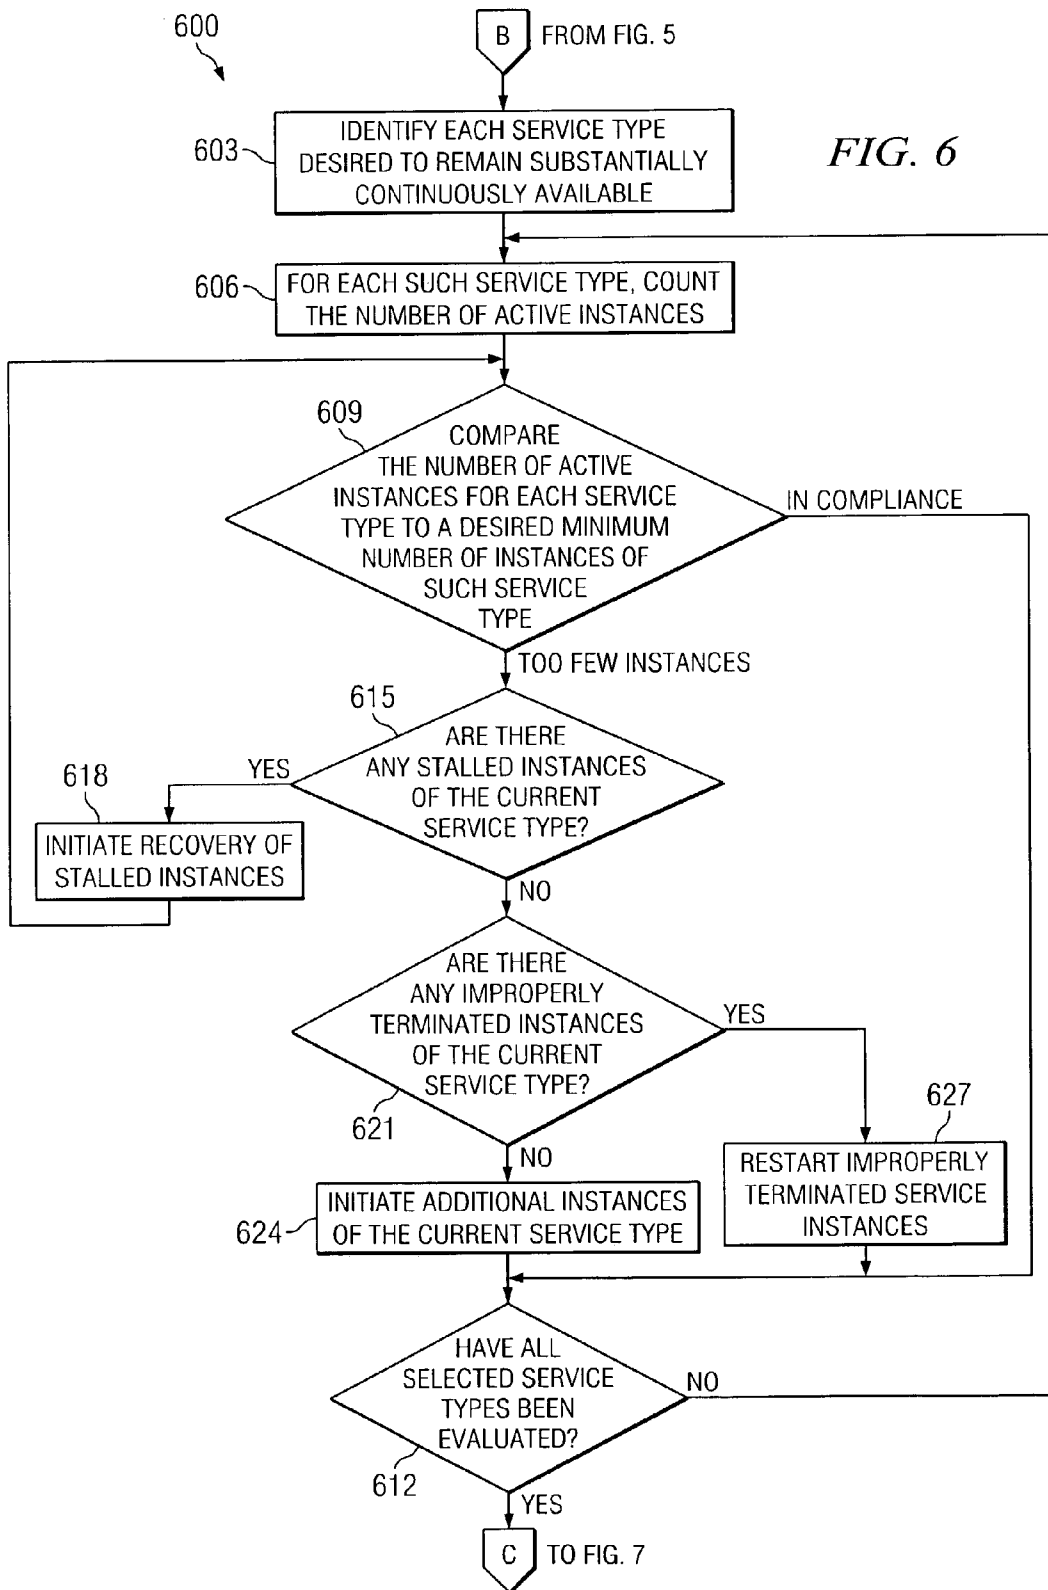 600
B
FROM FIG. 5
FIG. 6
603
IDENTIFY EACH SERVICE TYPE
DESIRED TO REMAIN SUBSTANTIALLY
CONTINUOUSLY AVAILABLE
606
FOR EACH SUCH SERVICE TYPE, COUNT
THE NUMBER OF ACTIVE INSTANCES
609
COMPARE
THE NUMBER OF ACTIVE
INSTANCES FOR EACH SERVICE
TYPE TO A DESIRED MINIMUM
NUMBER OF INSTANCES OF
SUCH SERVICE
TYPE
IN COMPLIANCE
TOO FEW INSTANCES
615
ARE THERE
ANY STALLED INSTANCES
OF THE CURRENT
SERVICE TYPE?
YES
618
INITIATE RECOVERY OF
STALLED INSTANCES
NO
ARE THERE
ANY IMPROPERLY
TERMINATED INSTANCES
OF THE CURRENT
SERVICE TYPE?
621
YES
627
RESTART IMPROPERLY
TERMINATED SERVICE
INSTANCES
NO
624
INITIATE ADDITIONAL INSTANCES
OF THE CURRENT SERVICE TYPE
HAVE ALL
SELECTED SERVICE
TYPES BEEN
EVALUATED?
612
NO
YES
C
TO FIG. 7